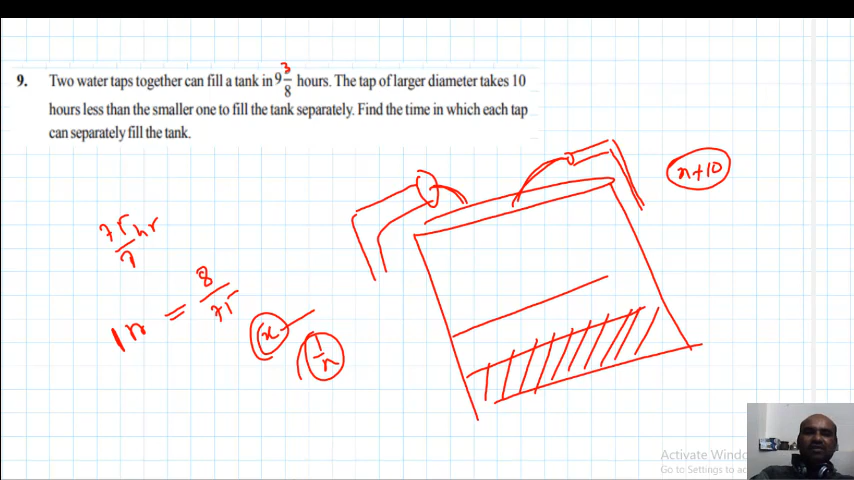 9. Two water taps together can fill a tank in 9 3/8 hours. The tap of larger diameter takes 10
hours less than the smaller one to fill the tank separately. Find the time in which each tap
can separately fill the tank.
x+10
75/8 hr
1h = 8/75
x
1/x
Activate Windo
Go to Settings to ac